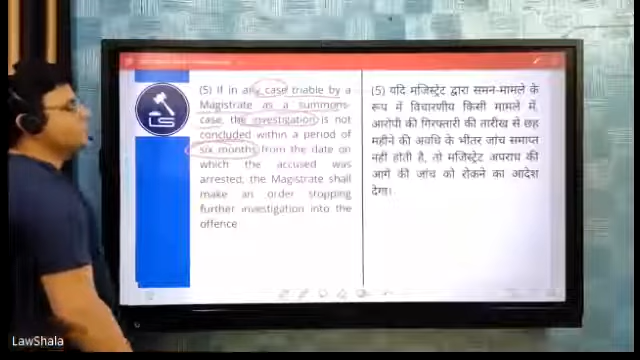 (5) If in any case triable by a
Magistrate as a summons-
case, the investigation is not
concluded within a period of
six months from the date on
which the accused was
arrested, the Magistrate shall
make an order stopping
further investigation into the
offence
(5) यदि मजिस्ट्रेट द्वारा समन-मामले के
रूप में विचारणीय किसी मामले में,
आरोपी की गिरफ्तारी की तारीख से छह
महीने की अवधि के भीतर जांच समाप्त
नहीं होती है, तो मजिस्ट्रेट अपराध की
आगे की जांच को रोकने का आदेश
देगा।
LS
LawShala